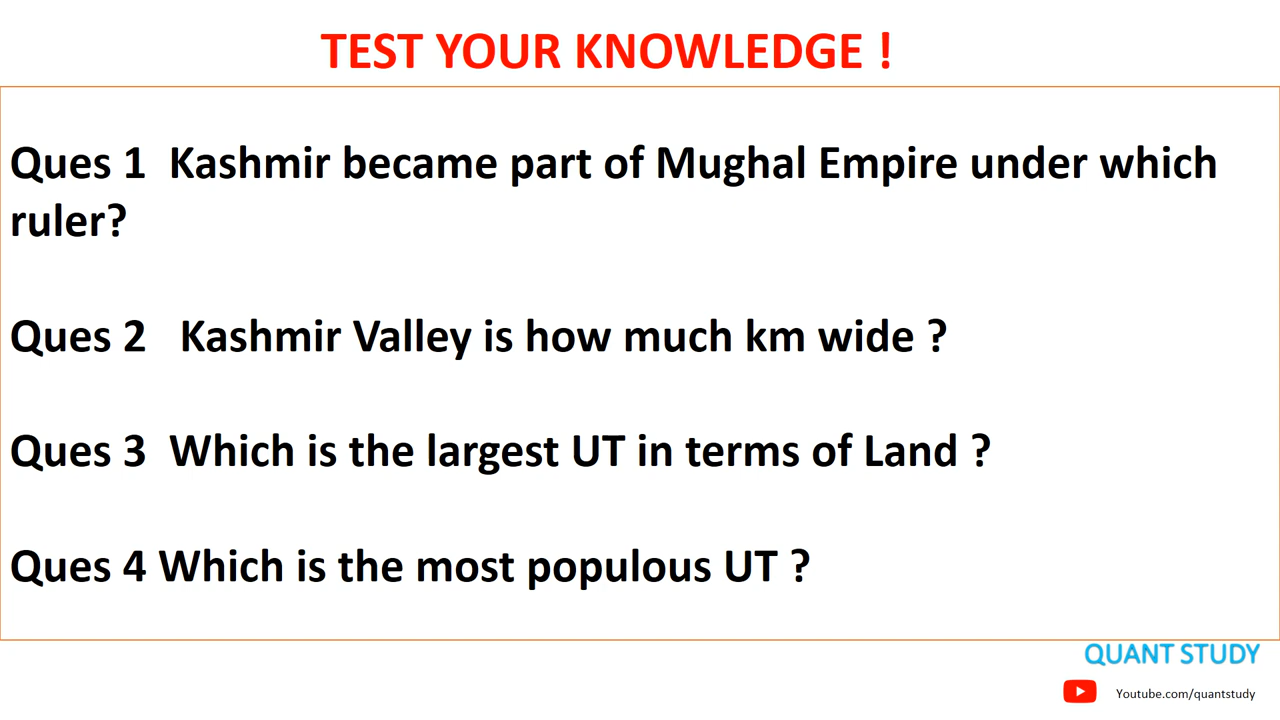 TEST YOUR KNOWLEDGE !
Ques 1  Kashmir became part of Mughal Empire under which
ruler?
Ques 2   Kashmir Valley is how much km wide ?
Ques 3  Which is the largest UT in terms of Land ?
Ques 4 Which is the most populous UT ?
QUANT STUDY
Youtube.com/quantstudy